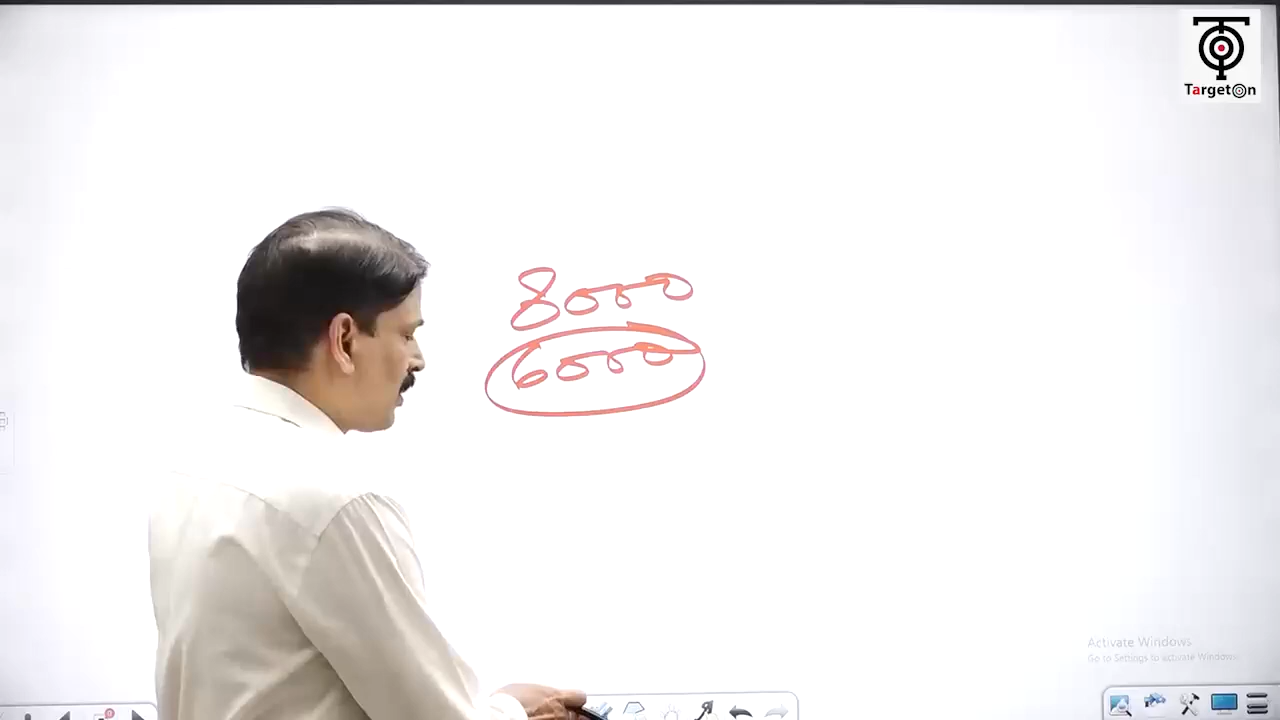 TargetOn
8000
6000
Activate Windows
Go to Settings to activate Windows.